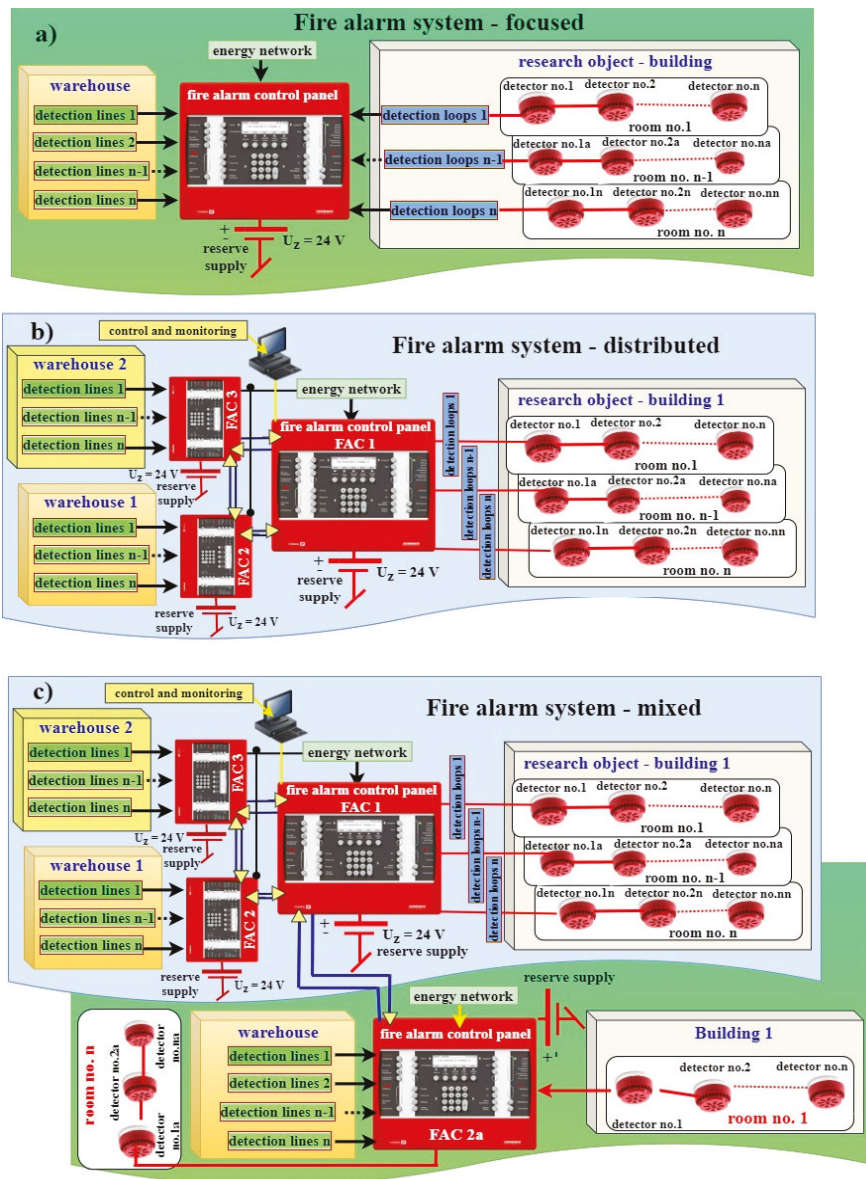 a)
Fire alarm system - focused
energy network
warehouse
detection lines 1
detection lines 2
detection lines n-1
detection lines n
fire alarm control panel
+
-
reserve
supply
U_z = 24 V
research object - building
detection loops 1
detection loops n-1
detection loops n
detector no.1
detector no.2
detector no.n
room no.1
detector no.1a
detector no.2a
detector no.na
room no. n-1
detector no.1n
detector no.2n
detector no.nn
room no. n
b)
control and monitoring
Fire alarm system - distributed
warehouse 2
detection lines 1
detection lines n-1
detection lines n
FAC 3
energy network
U_z = 24 V
reserve
supply
warehouse 1
detection lines 1
detection lines n-1
detection lines n
FAC 2
reserve
supply
U_z = 24 V
fire alarm control panel
FAC 1
+
-
reserve
supply
U_z = 24 V
detection loops 1
detection loops n-1
detection loops n
research object - building 1
detector no.1
detector no.2
detector no.n
room no.1
detector no.1a
detector no.2a
detector no.na
room no. n-1
detector no.1n
detector no.2n
detector no.nn
room no. n
c)
control and monitoring
Fire alarm system - mixed
warehouse 2
detection lines 1
detection lines n-1
detection lines n
FAC 3
energy network
U_z = 24 V
reserve
supply
warehouse 1
detection lines 1
detection lines n-1
detection lines n
FAC 2
reserve
supply
U_z = 24 V
fire alarm control panel
FAC 1
+
-
U_z = 24 V
reserve supply
detection loops 1
detection loops n-1
detection loops n
research object - building 1
detector no.1
detector no.2
detector no.n
room no.1
detector no.1a
detector no.2a
detector no.na
room no. n-1
detector no.1n
detector no.2n
detector no.nn
room no. n
room no. n
detector no.na
detector no.2a
detector no.1a
warehouse
detection lines 1
detection lines 2
detection lines n-1
detection lines n
energy network
fire alarm control panel
FAC 2a
reserve supply
+
Building 1
detector no.1
detector no.2
detector no.n
room no. 1